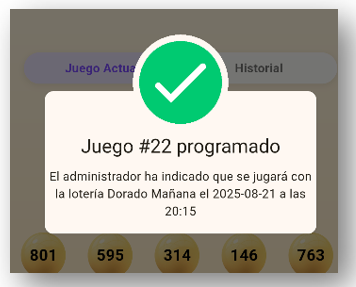 Juego Actua
Historial
Juego #22 programado
El administrador ha indicado que se jugará con
la lotería Dorado Mañana el 2025-08-21 a las
20:15
801 595 314 146 763